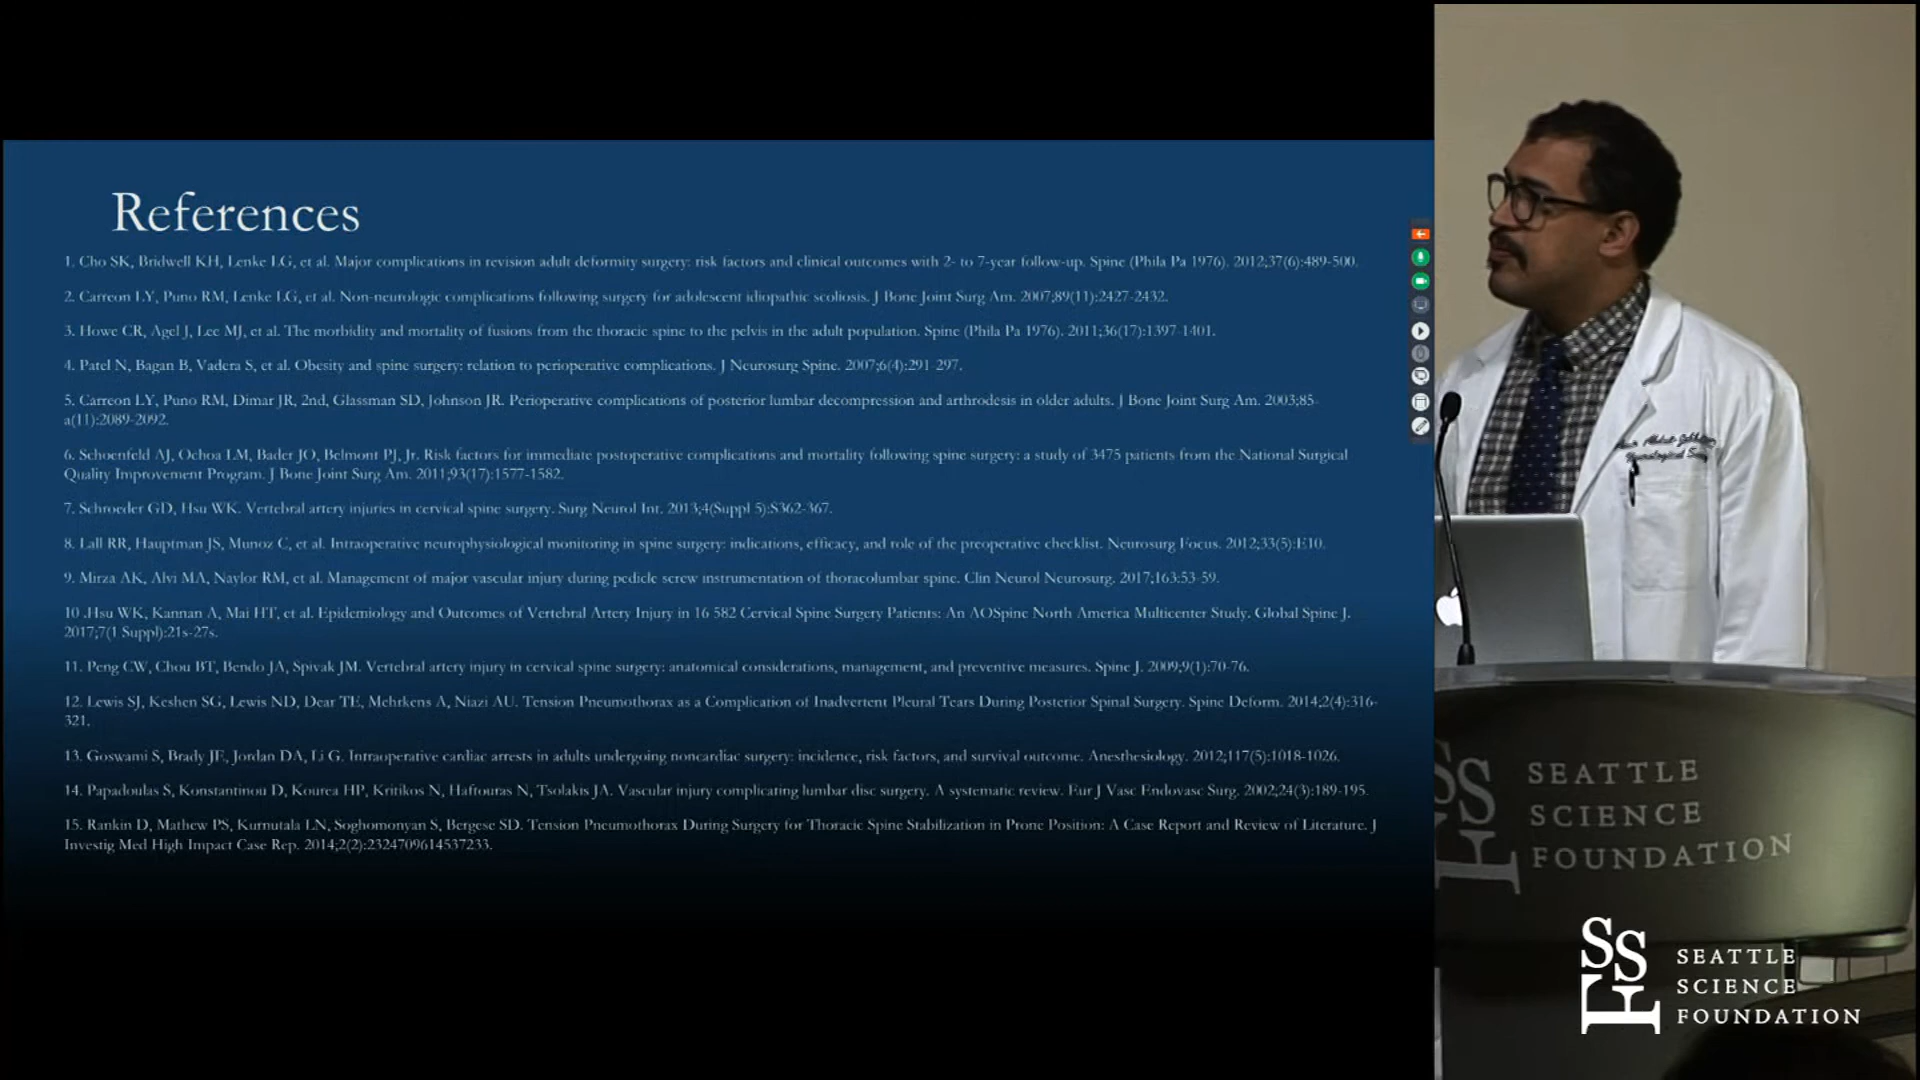 References
1. Cho SK, Bridwell KH, Lenke LG, et al. Major complications in revision adult deformity surgery: risk factors and clinical outcomes with 2- to 7-year follow-up. Spine (Phila Pa 1976). 2012;37(6):489-500.
2. Carreon LY, Puno RM, Lenke LG, et al. Non-neurologic complications following surgery for adolescent idiopathic scoliosis. J Bone Joint Surg Am. 2007;89(11):2427-2432.
3. Howe CR, Agel J, Lee MJ, et al. The morbidity and mortality of fusions from the thoracic spine to the pelvis in the adult population. Spine (Phila Pa 1976). 2011;36(17):1397-1401.
4. Patel N, Bagan B, Vadera S, et al. Obesity and spine surgery: relation to perioperative complications. J Neurosurg Spine. 2007;6(4):291-297.
5. Carreon LY, Puno RM, Dimar JR, 2nd, Glassman SD, Johnson JR. Perioperative complications of posterior lumbar decompression and arthrodesis in older adults. J Bone Joint Surg Am. 2003;85-
a(11):2089-2092.
6. Schoenfeld AJ, Ochoa LM, Bader JO, Belmont PJ, Jr. Risk factors for immediate postoperative complications and mortality following spine surgery: a study of 3475 patients from the National Surgical
Quality Improvement Program. J Bone Joint Surg Am. 2011;93(17):1577-1582.
7. Schroeder GD, Hsu WK. Vertebral artery injuries in cervical spine surgery. Surg Neurol Int. 2013;4(Suppl 5):S362-367.
8. Lall RR, Hauptman JS, Munoz C, et al. Intraoperative neurophysiological monitoring in spine surgery: indications, efficacy, and role of the preoperative checklist. Neurosurg Focus. 2012;33(5):E10.
9. Mirza AK, Alvi MA, Naylor RM, et al. Management of major vascular injury during pedicle screw instrumentation of thoracolumbar spine. Clin Neurol Neurosurg. 2017;163:53-59.
10 .Hsu WK, Kannan A, Mai HT, et al. Epidemiology and Outcomes of Vertebral Artery Injury in 16 582 Cervical Spine Surgery Patients: An AOSpine North America Multicenter Study. Global Spine J.
2017;7(1 Suppl):21s-27s.
11. Peng CW, Chou BT, Bendo JA, Spivak JM. Vertebral artery injury in cervical spine surgery: anatomical considerations, management, and preventive measures. Spine J. 2009;9(1):70-76.
12. Lewis SJ, Keshen SG, Lewis ND, Dear TE, Mehrkens A, Niazi AU. Tension Pneumothorax as a Complication of Inadvertent Pleural Tears During Posterior Spinal Surgery. Spine Deform. 2014;2(4):316-
321.
13. Goswami S, Brady JE, Jordan DA, Li G. Intraoperative cardiac arrests in adults undergoing noncardiac surgery: incidence, risk factors, and survival outcome. Anesthesiology. 2012;117(5):1018-1026.
14. Papadoulas S, Konstantinou D, Kourea HP, Kritikos N, Haftouras N, Tsolakis JA. Vascular injury complicating lumbar disc surgery. A systematic review. Eur J Vasc Endovasc Surg. 2002;24(3):189-195.
15. Rankin D, Mathew PS, Kurnutala LN, Soghomonyan S, Bergese SD. Tension Pneumothorax During Surgery for Thoracic Spine Stabilization in Prone Position: A Case Report and Review of Literature. J
Investig Med High Impact Case Rep. 2014;2(2):2324709614537233.
SSF
SEATTLE
SCIENCE
FOUNDATION
SSF
SEATTLE
SCIENCE
FOUNDATION